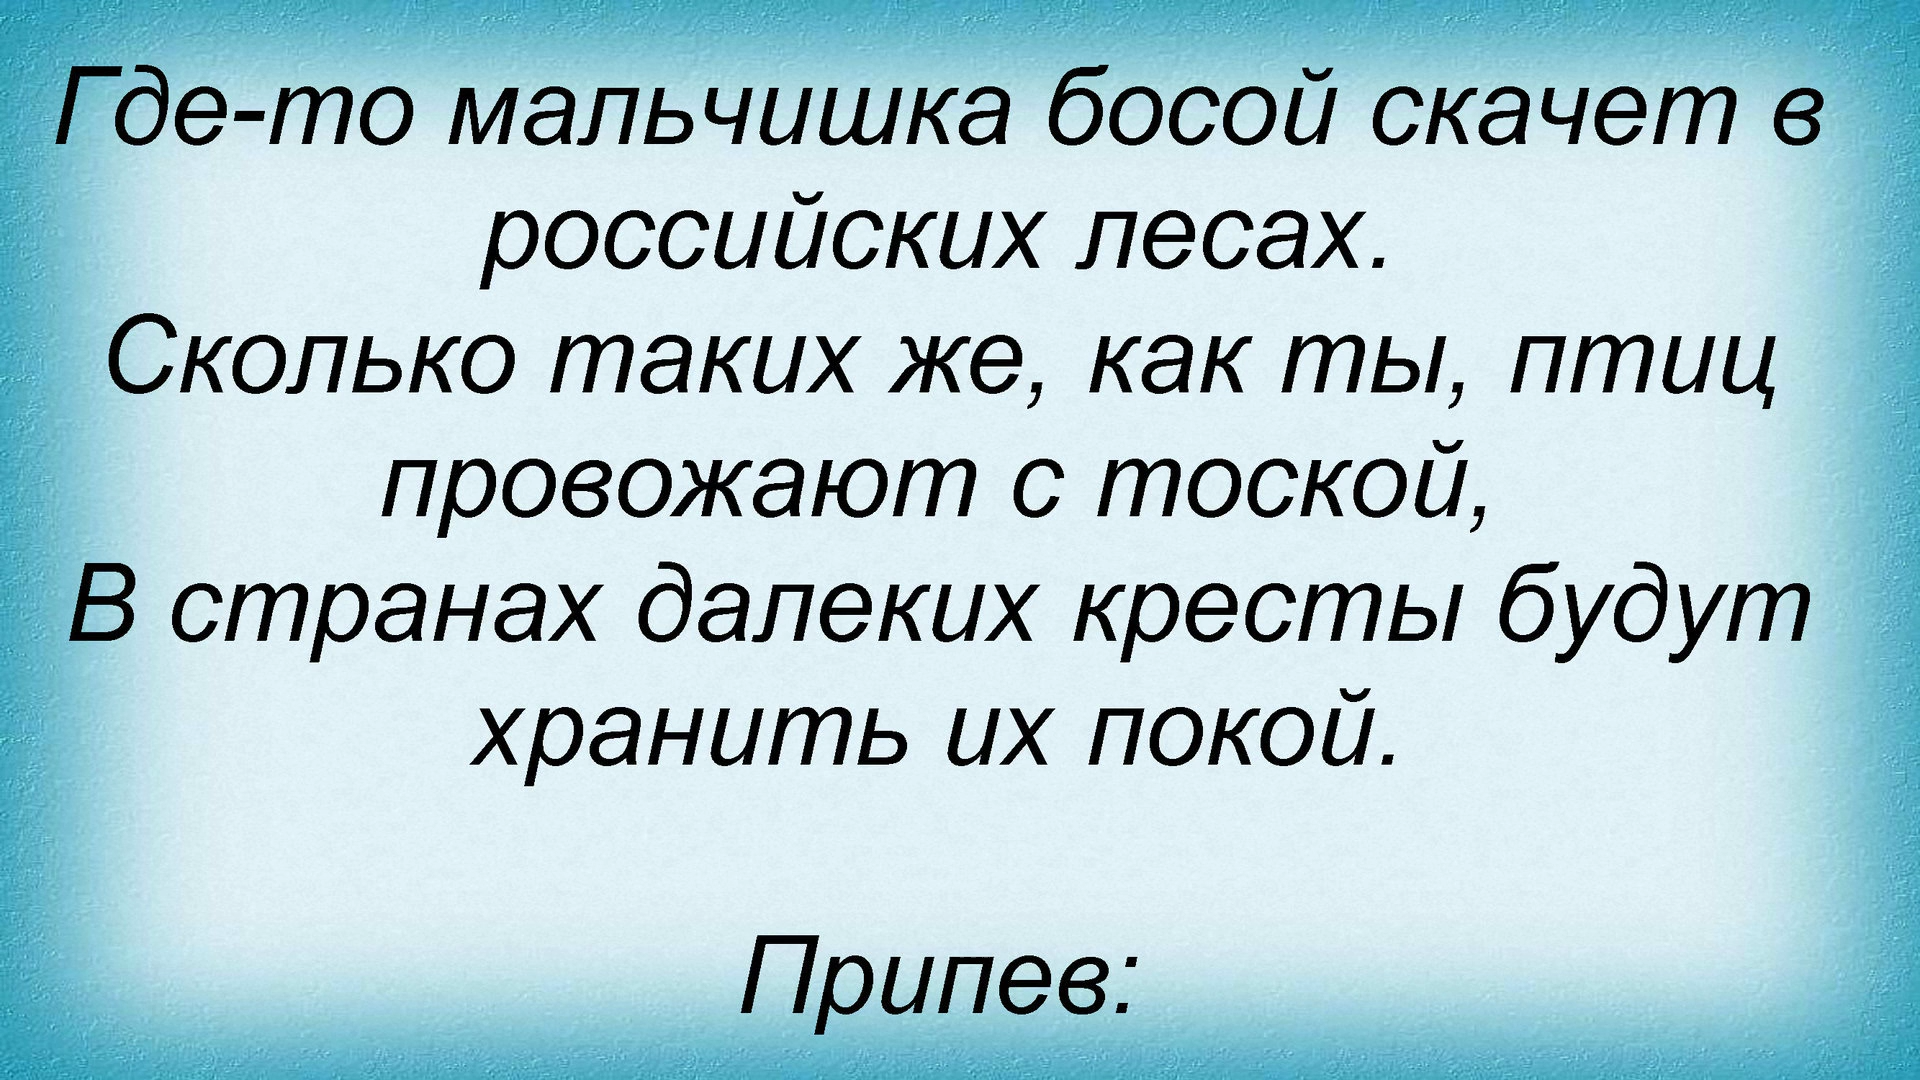 Где-то мальчишка босой скачет в
российских лесах.
Сколько таких же, как ты, птиц
провожают с тоской,
В странах далеких кресты будут
хранить их покой.
Припев: